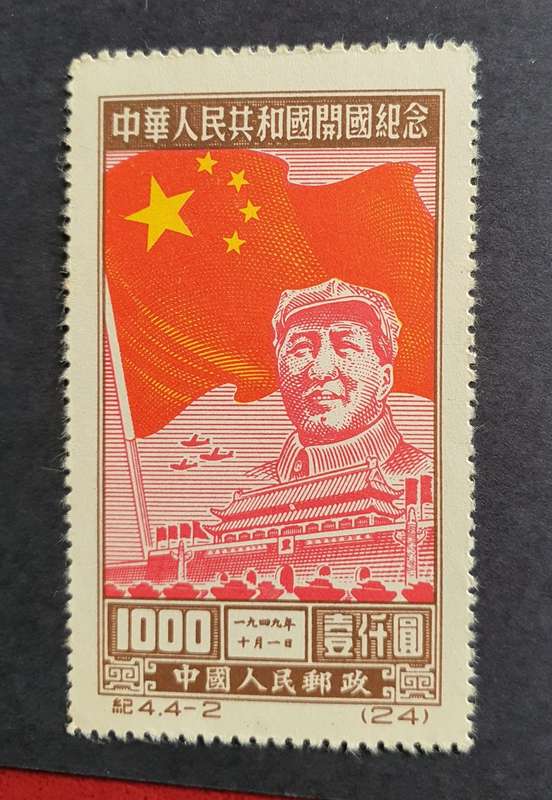 中華人民共和國開國紀念
1000
一九四九年
十月一日
壹仟圓
中國人民郵政
紀4.4-2 (24)